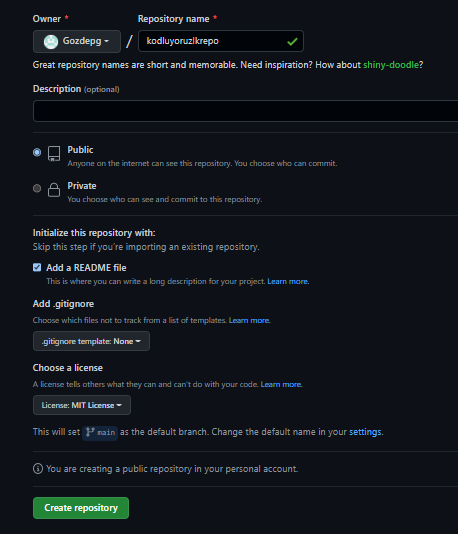 Owner * Repository name *
Gozdepg / kodluyoruzlkrepo
Great repository names are short and memorable. Need inspiration? How about shiny-doodle?
Description (optional)
Public
Anyone on the internet can see this repository. You choose who can commit.
Private
You choose who can see and commit to this repository.
Initialize this repository with:
Skip this step if you're importing an existing repository.
Add a README file
This is where you can write a long description for your project. Learn more.
Add .gitignore
Choose which files not to track from a list of templates. Learn more.
.gitignore template: None
Choose a license
A license tells others what they can and can't do with your code. Learn more.
License: MIT License
This will set main as the default branch. Change the default name in your settings.
You are creating a public repository in your personal account.
Create repository